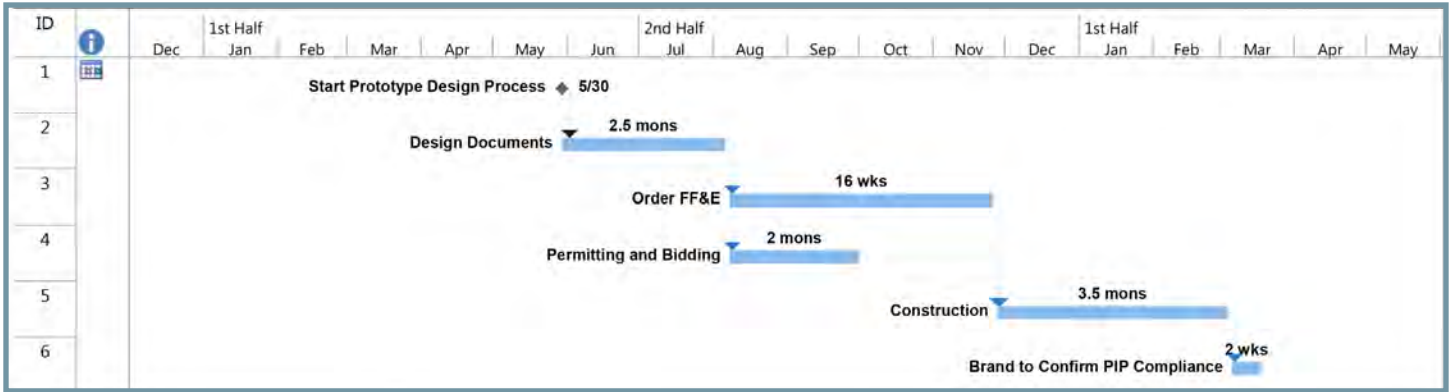 ID
1st Half 2nd Half 1st Half
Dec Jan Feb Mar Apr May Jun Jul Aug Sep Oct Nov Dec Jan Feb Mar Apr May
1 Start Prototype Design Process 5/30
2 Design Documents 2.5 mons
3 Order FF&E 16 wks
4 Permitting and Bidding 2 mons
5 Construction 3.5 mons
6 Brand to Confirm PIP Compliance 2 wks